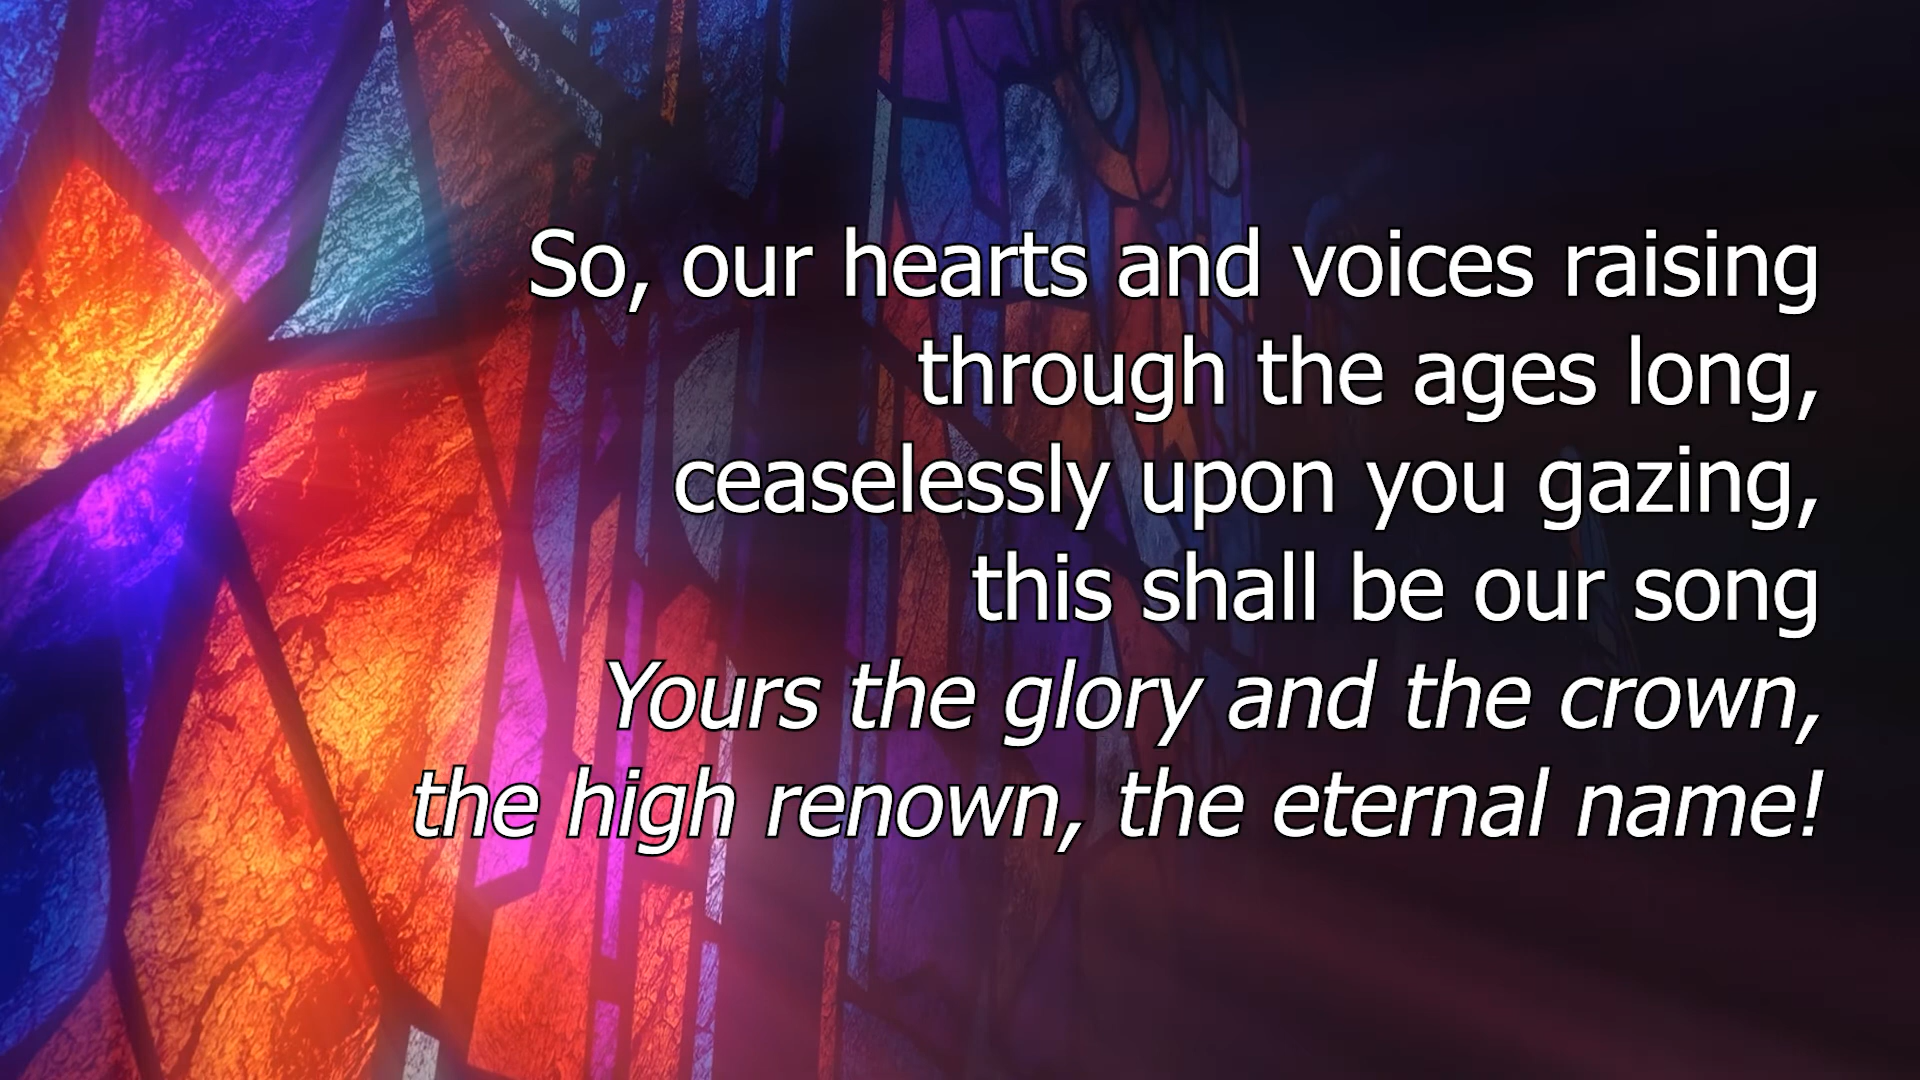 So, our hearts and voices raising
through the ages long,
ceaselessly upon you gazing,
this shall be our song
Yours the glory and the crown,
the high renown, the eternal name!